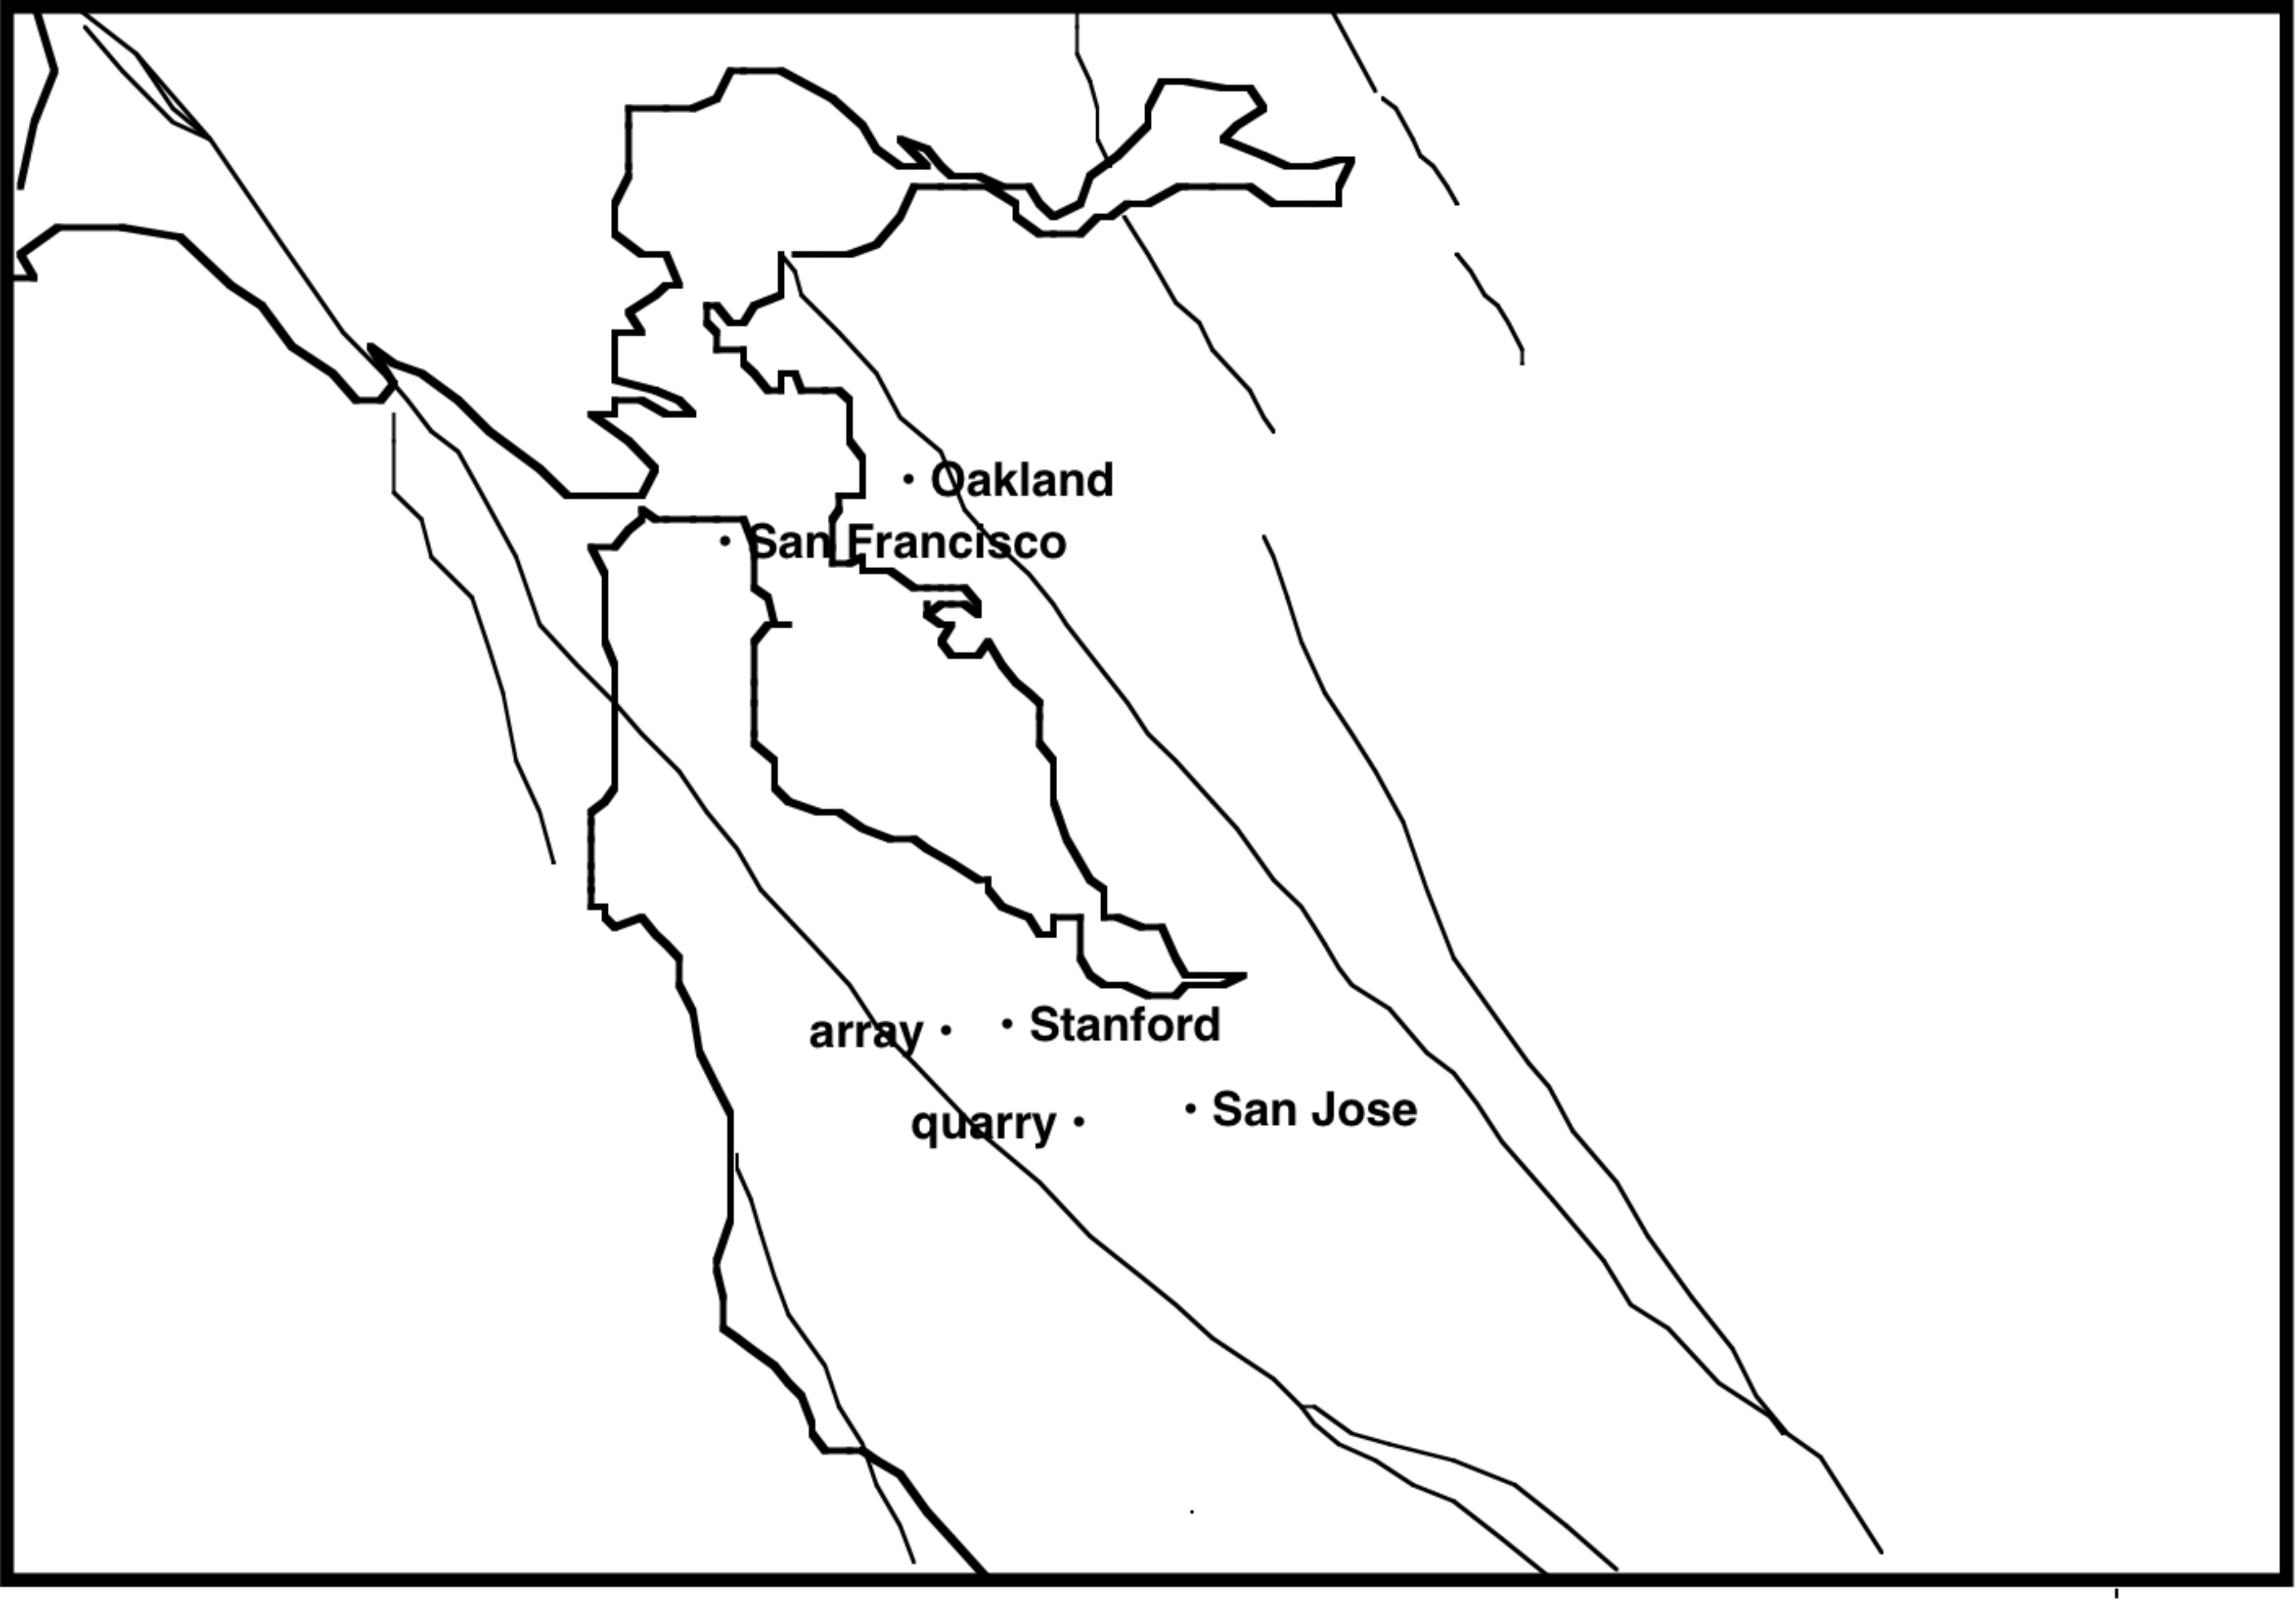 Oakland
San Francisco
array
Stanford
San Jose
quarry